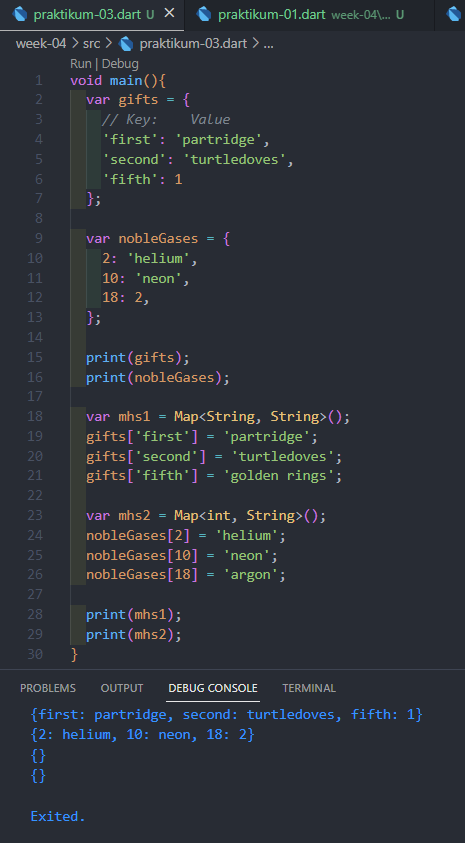 praktikum-03.dart U ✕ praktikum-01.dart week-04\... U
week-04 > src > praktikum-03.dart > ...
Run | Debug
1 void main(){
2 var gifts = {
3 // Key:    Value
4 'first': 'partridge',
5 'second': 'turtledoves',
6 'fifth': 1
7 };
8
9 var nobleGases = {
10 2: 'helium',
11 10: 'neon',
12 18: 2,
13 };
14
15 print(gifts);
16 print(nobleGases);
17
18 var mhs1 = Map<String, String>();
19 gifts['first'] = 'partridge';
20 gifts['second'] = 'turtledoves';
21 gifts['fifth'] = 'golden rings';
22
23 var mhs2 = Map<int, String>();
24 nobleGases[2] = 'helium';
25 nobleGases[10] = 'neon';
26 nobleGases[18] = 'argon';
27
28 print(mhs1);
29 print(mhs2);
30 }
PROBLEMS OUTPUT DEBUG CONSOLE TERMINAL
{first: partridge, second: turtledoves, fifth: 1}
{2: helium, 10: neon, 18: 2}
{}
{}
Exited.